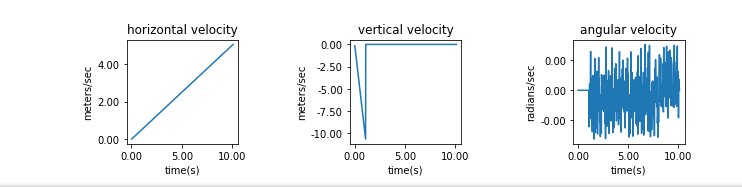 horizontal velocity
meters/sec
4.00
2.00
0.00
0.00 5.00 10.00
time(s)
vertical velocity
meters/sec
0.00
-2.50
-5.00
-7.50
-10.00
0.00 5.00 10.00
time(s)
angular velocity
radians/sec
0.00
0.00
-0.00
0.00 5.00 10.00
time(s)